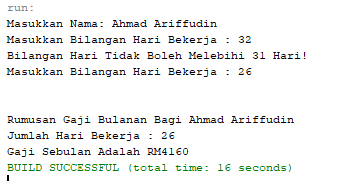 run:
Masukkan Nama: Ahmad Ariffudin
Masukkan Bilangan Hari Bekerja : 32
Bilangan Hari Tidak Boleh Melebihi 31 Hari!
Masukkan Bilangan Hari Bekerja : 26
Rumusan Gaji Bulanan Bagi Ahmad Ariffudin
Jumlah Hari Bekerja : 26
Gaji Sebulan Adalah RM4160
BUILD SUCCESSFUL (total time: 16 seconds)